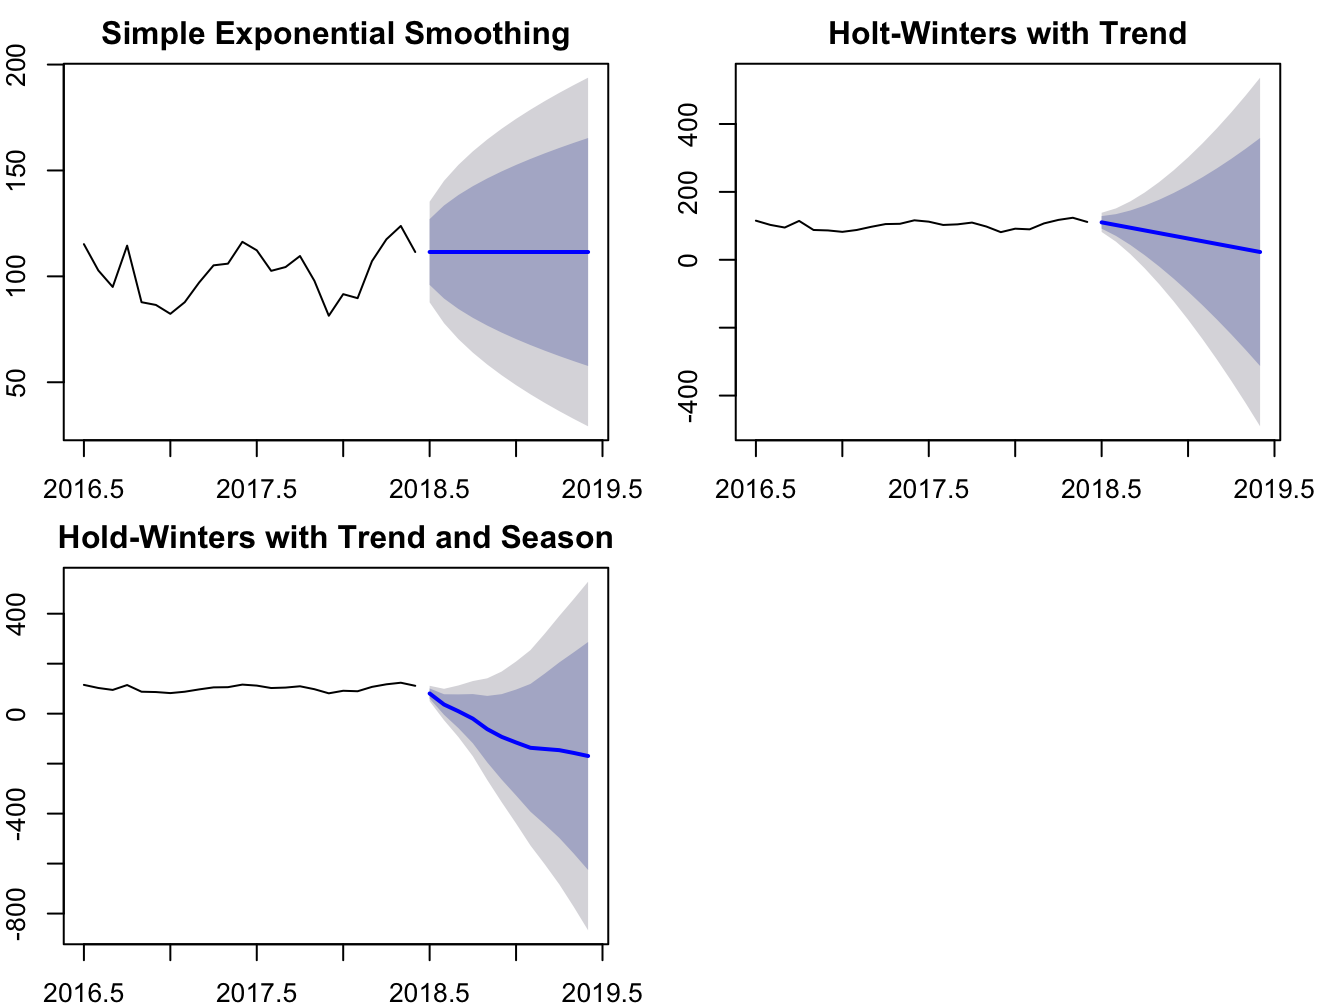 Simple Exponential Smoothing
200
150
100
50
2016.5 2017.5 2018.5 2019.5
Holt-Winters with Trend
400
200
0
-400
2016.5 2017.5 2018.5 2019.5
Hold-Winters with Trend and Season
400
0
-400
-800
2016.5 2017.5 2018.5 2019.5